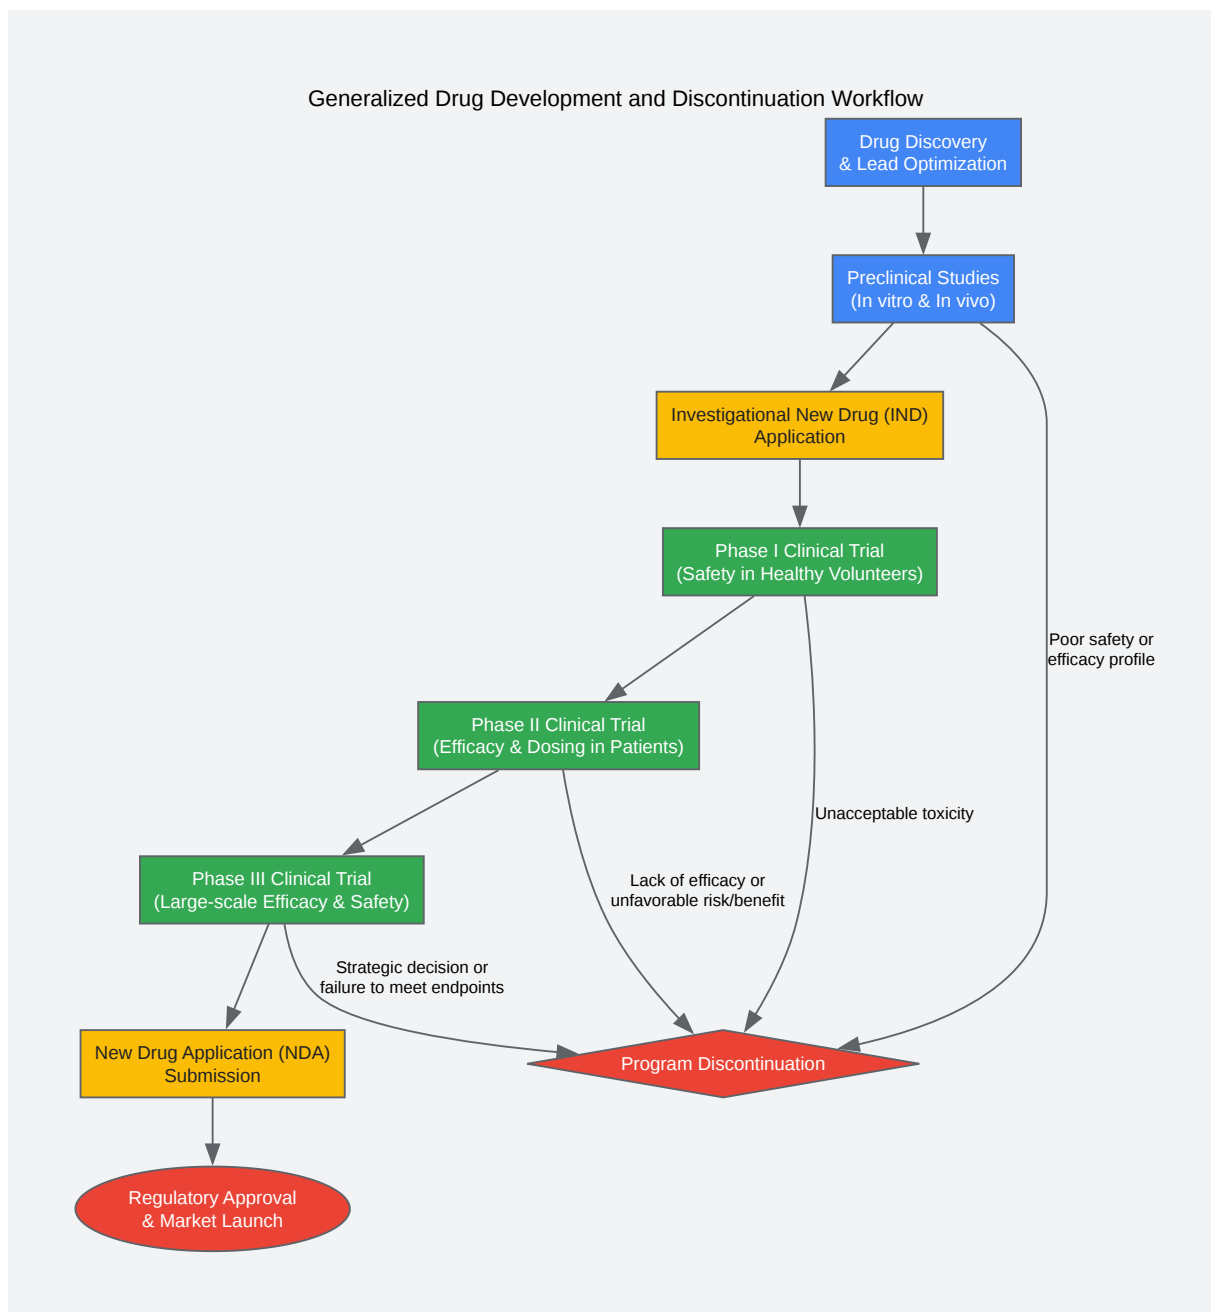 Generalized Drug Development and Discontinuation Workflow
Drug Discovery
& Lead Optimization
Preclinical Studies
(In vitro & In vivo)
Investigational New Drug (IND)
Application
Phase I Clinical Trial
(Safety in Healthy Volunteers)
Poor safety or
efficacy profile
Phase II Clinical Trial
(Efficacy & Dosing in Patients)
Unacceptable toxicity
Phase III Clinical Trial
(Large-scale Efficacy & Safety)
Lack of efficacy or
unfavorable risk/benefit
Strategic decision or
failure to meet endpoints
New Drug Application (NDA)
Submission
Program Discontinuation
Regulatory Approval
& Market Launch